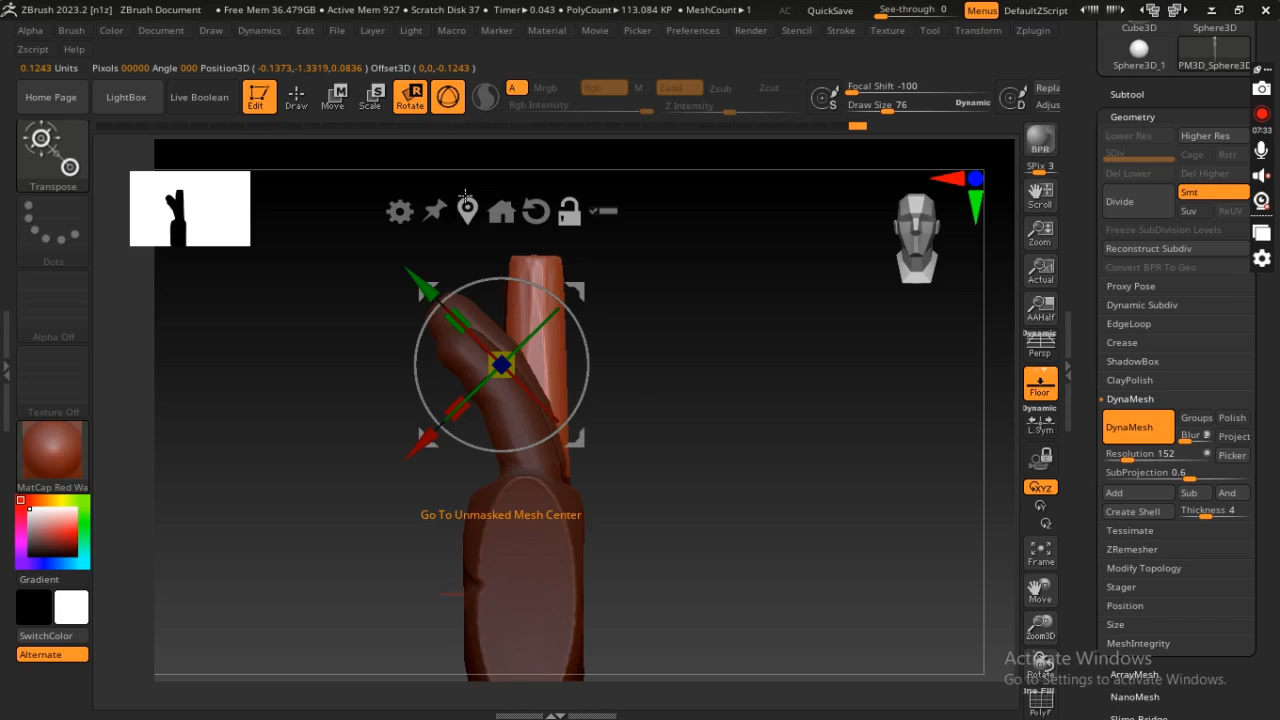 ZBrush 2023.2 [n1z] ZBrush Document • Free Mem 36.479GB • Active Mem 927 • Scratch Disk 37 • Timer▸0.043 • PolyCount▸113.084 KP • MeshCount▸1 AC QuickSave See-through 0 Menus DefaultZScript
Alpha Brush Color Document Draw Dynamics Edit File Layer Light Macro Marker Material Movie Picker Preferences Render Stencil Stroke Texture Tool Transform Zplugin
Zscript Help
0.1243 Units Pixols 00000 Angle 000 Position3D ( -0.1373,-1.3319,0.0836 ) Offset3D ( 0,0,-0.1243 )
Home Page LightBox Live Boolean Edit Draw Move Scale Rotate
A Mrgb Rgb M Zadd Zsub Zcut
Rgb Intensity Z Intensity
S Focal Shift -100
Draw Size 76 Dynamic
D Repla
Adjus
Transpose
Dots
Alpha Off
Texture Off
MatCap Red Wa
Gradient
SwitchColor
Alternate
Go To Unmasked Mesh Center
BPR
SPix 3
Scroll
Zoom
Actual
AAHalf
Dynamic
Persp
Floor
Dynamic
L.Sym
XYZ
Y
Z
Frame
Move
Zoom3D
Rotate
Line Fill
PolyF
Cube3D Sphere3D
Sphere3D_1 PM3D_Sphere3D
Subtool
Geometry
Lower Res Higher Res
SDiv Cage Rstr
Del Lower Del Higher
Divide Smt
Suv ReUV
Freeze SubDivision Levels
Reconstruct Subdiv
Convert BPR To Geo
Proxy Pose
Dynamic Subdiv
EdgeLoop
Crease
ShadowBox
ClayPolish
DynaMesh
DynaMesh Groups Polish
Blur 2 Project
Resolution 152 Picker
SubProjection 0.6
Add Sub And
Create Shell Thickness 4
Tessimate
ZRemesher
Modify Topology
Stager
Position
Size
MeshIntegrity
ArrayMesh
NanoMesh
Slime Bridge
07:33
Activate Windows
Go to Settings to activate Windows.